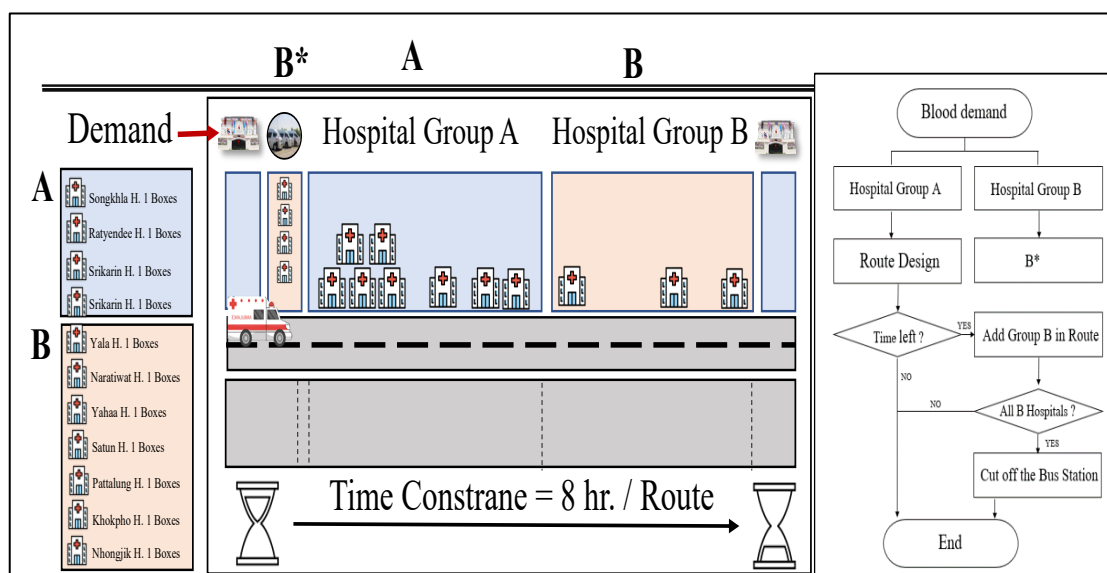 B*
A
B
Demand
Hospital Group A
Hospital Group B
A
Songkhla H. 1 Boxes
Ratyendee H. 1 Boxes
Srikarin H. 1 Boxes
Srikarin H. 1 Boxes
B
Yala H. 1 Boxes
Naratiwat H. 1 Boxes
Yahaa H. 1 Boxes
Satun H. 1 Boxes
Pattalung H. 1 Boxes
Khokpho H. 1 Boxes
Nhongjik H. 1 Boxes
Time Constrane = 8 hr. / Route
Blood demand
Hospital Group A
Hospital Group B
Route Design
B*
Time left ?
YES
Add Group B in Route
NO
NO
All B Hospitals ?
YES
Cut off the Bus Station
End